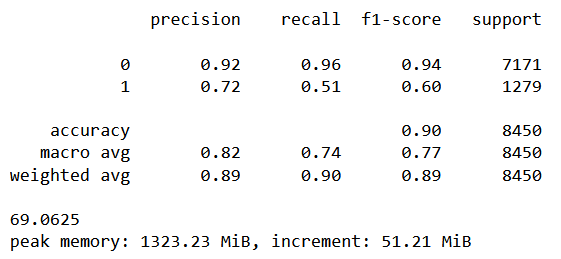 precision recall f1-score support
0 0.92 0.96 0.94 7171
1 0.72 0.51 0.60 1279
accuracy 0.90 8450
macro avg 0.82 0.74 0.77 8450
weighted avg 0.89 0.90 0.89 8450
69.0625
peak memory: 1323.23 MiB, increment: 51.21 MiB